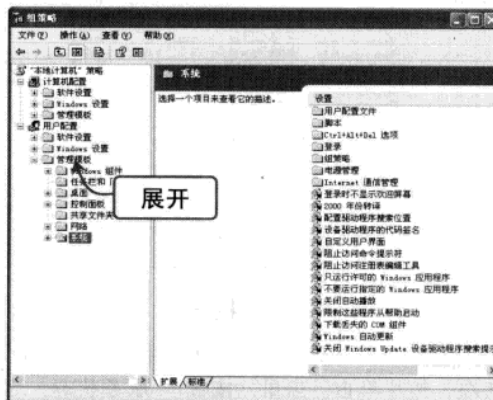 组策略
文件(F) 操作(A) 查看(V) 帮助(H)
"本地计算机" 策略
计算机配置
软件设置
Windows 设置
管理模板
用户配置
软件设置
Windows 设置
管理模板
Windows 组件
任务栏和
桌面
控制面板
共享文件夹
网络
系统
展开
系统
选择一个项目来查看它的描述。
设置
用户配置文件
脚本
Ctrl+Alt+Del 选项
登录
组策略
电源管理
Internet 通信管理
登录时不显示欢迎屏幕
2000 年份转译
配置驱动程序搜索位置
设备驱动程序的代码签名
自定义用户界面
阻止访问命令提示符
阻止访问注册表编辑工具
只运行许可的 Windows 应用程序
不要运行指定的 Windows 应用程序
关闭自动播放
限制这些程序从帮助启动
下载丢失的 COM 组件
Windows 自动更新
关闭 Windows Update 设备驱动程序搜索提示
扩展 标准